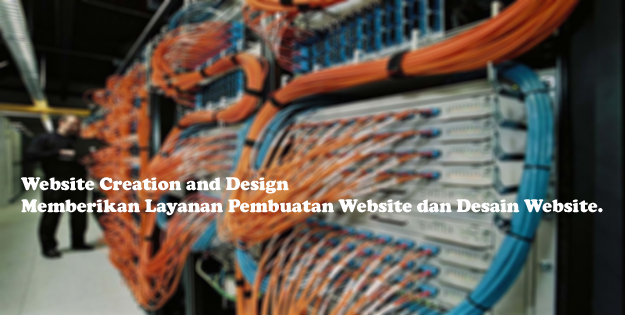 Website Creation and Design
Memberikan Layanan Pembuatan Website dan Desain Website.